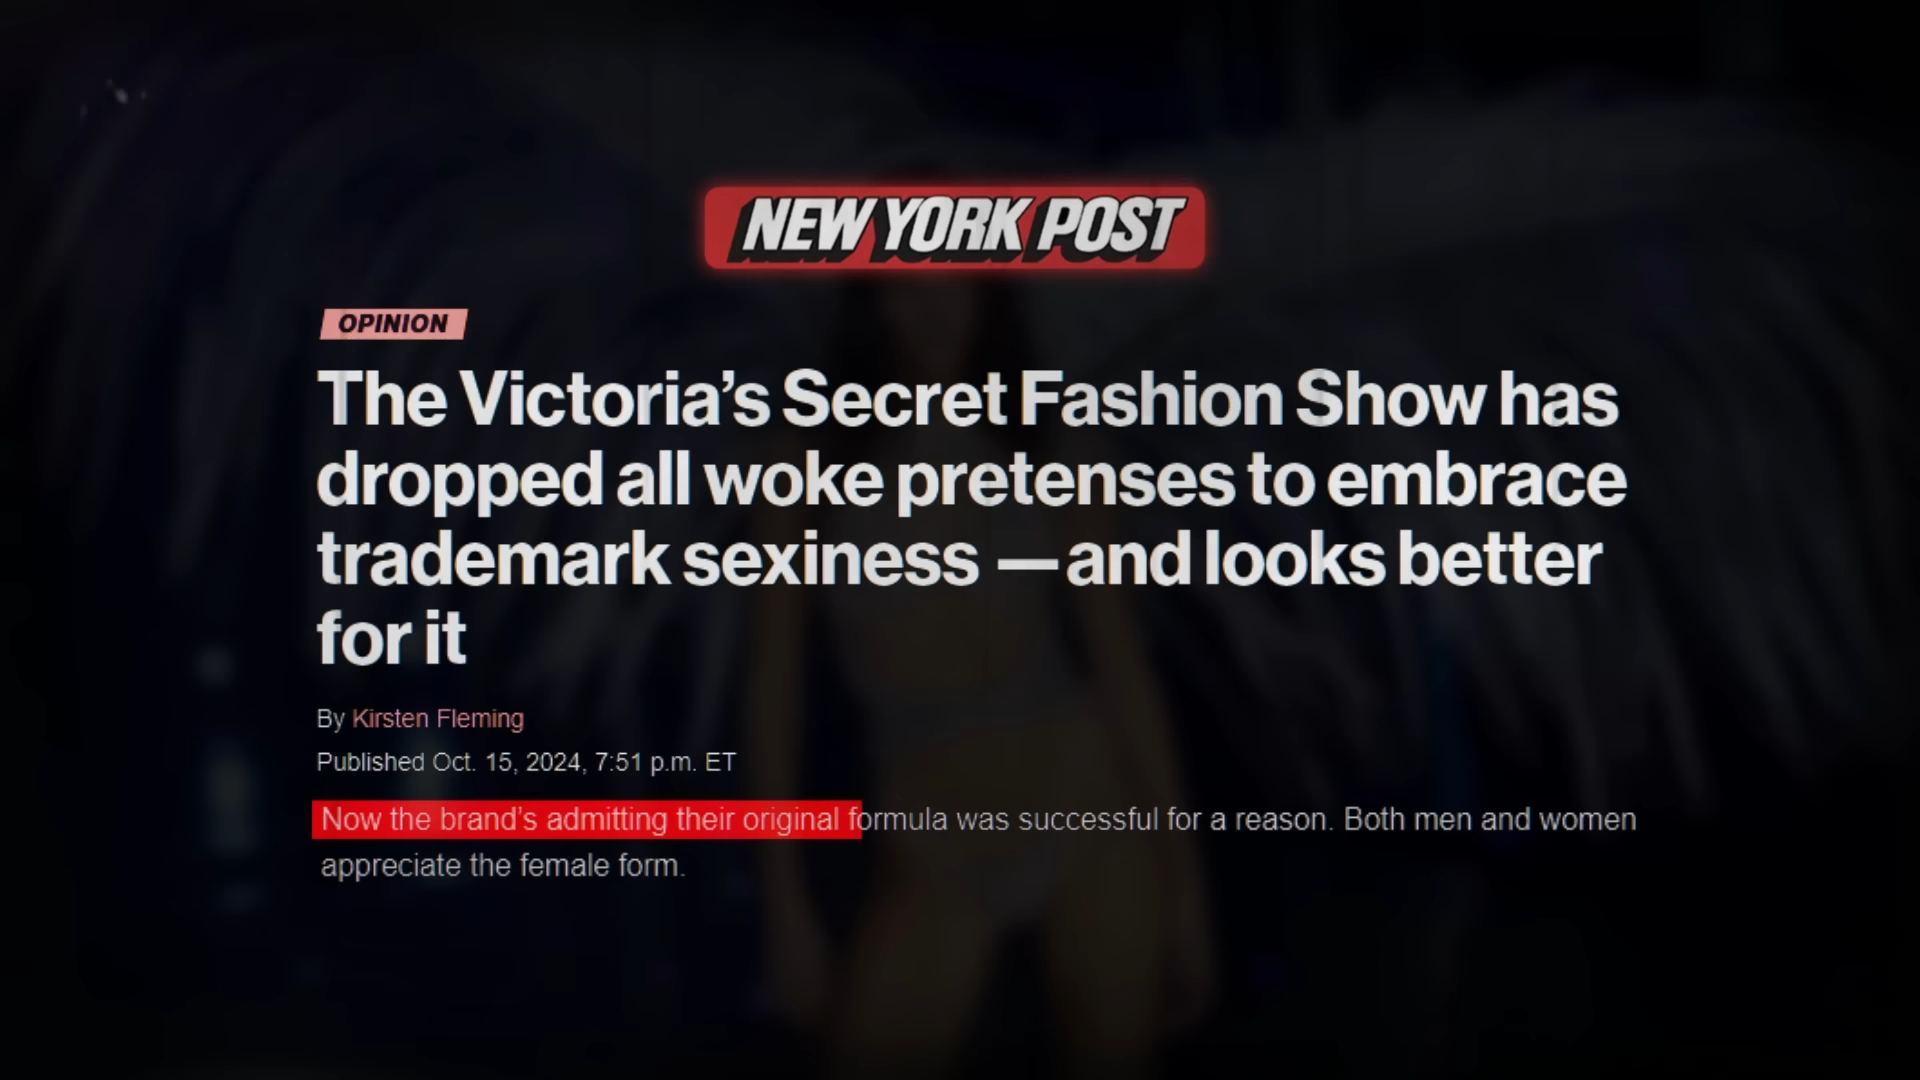 NEW YORK POST
OPINION
The Victoria’s Secret Fashion Show has
dropped all woke pretenses to embrace
trademark sexiness — and looks better
for it
By Kirsten Fleming
Published Oct. 15, 2024, 7:51 p.m. ET
Now the brand’s admitting their original formula was successful for a reason. Both men and women
appreciate the female form.